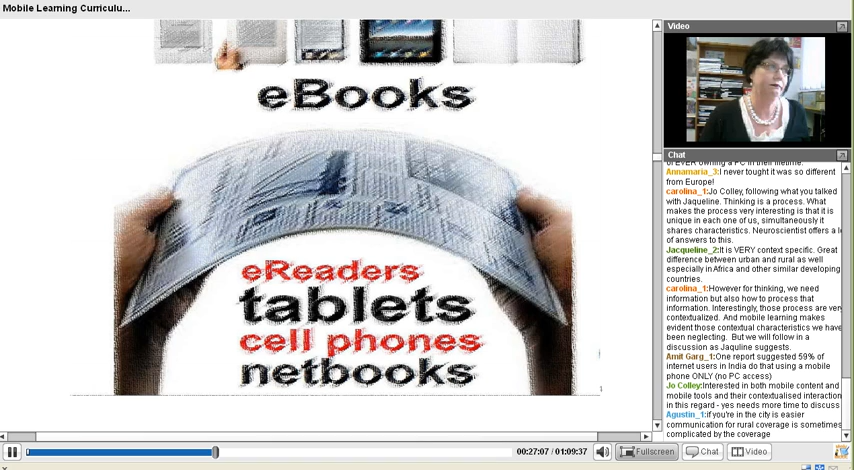 Mobile Learning Curriculu...
eBooks
eReaders
tablets
cell phones
netbooks
Video
Chat
of EVER owning a PC in their lifetime.
Annamaria_3:I never tought it was so different
from Europe!
carolina_1:Jo Colley, following what you talked
with Jaqueline. Thinking is a process. What
makes the process very interesting is that it is
unique in each one of us, simultaneously it
shares characteristics. Neuroscientist offers a l
of answers to this.
Jacqueline_2:It is VERY context specific. Great
difference between urban and rural as well
especially in Africa and other similar developing
countries.
carolina_1:However for thinking, we need
information but also how to process that
information. Interestingly, those process are very
contextualized. And mobile learning makes
evident those contextual characteristics we have
been neglecting. But we will follow in a
discussion as Jaquline suggests.
Amit Garg_1:One report suggested 59% of
internet users in India do that using a mobile
phone ONLY (no PC access)
Jo Colley:Interested in both mobile content and
mobile tools and their contextualised interaction
in this regard - yes needs more time to discuss
Agustin_1:if you're in the city is easier
communication for rural coverage is sometimes
complicated by the coverage
00:27:07 / 01:09:37
Fullscreen
Chat
Video